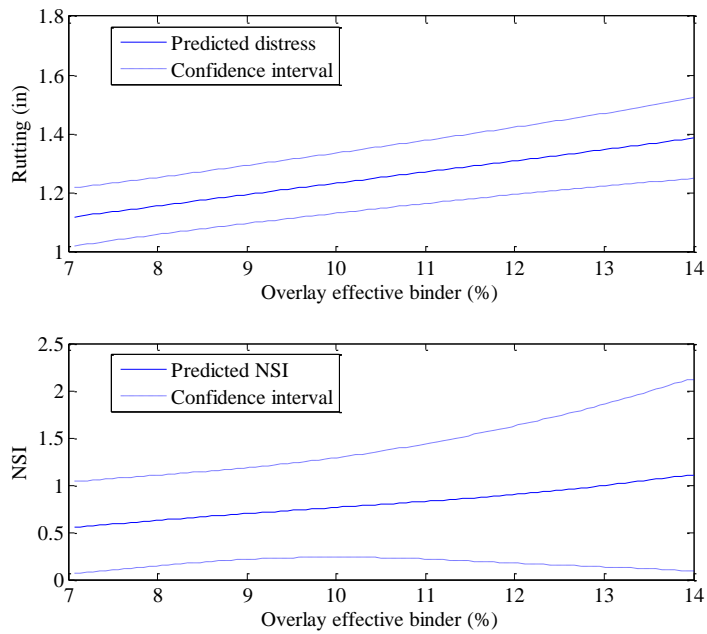 1.8
1.6
1.4
1.2
1
Rutting (in)
Predicted distress
Confidence interval
7 8 9 10 11 12 13 14
Overlay effective binder (%)
2.5
2
1.5
1
0.5
0
NSI
Predicted NSI
Confidence interval
7 8 9 10 11 12 13 14
Overlay effective binder (%)